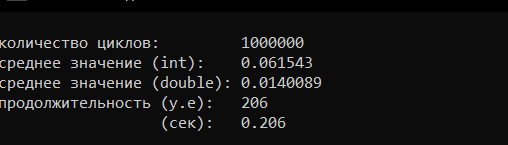 количество циклов: 1000000
среднее значение (int): 0.061543
среднее значение (double): 0.0140089
продолжительность (у.е): 206
(сек): 0.206